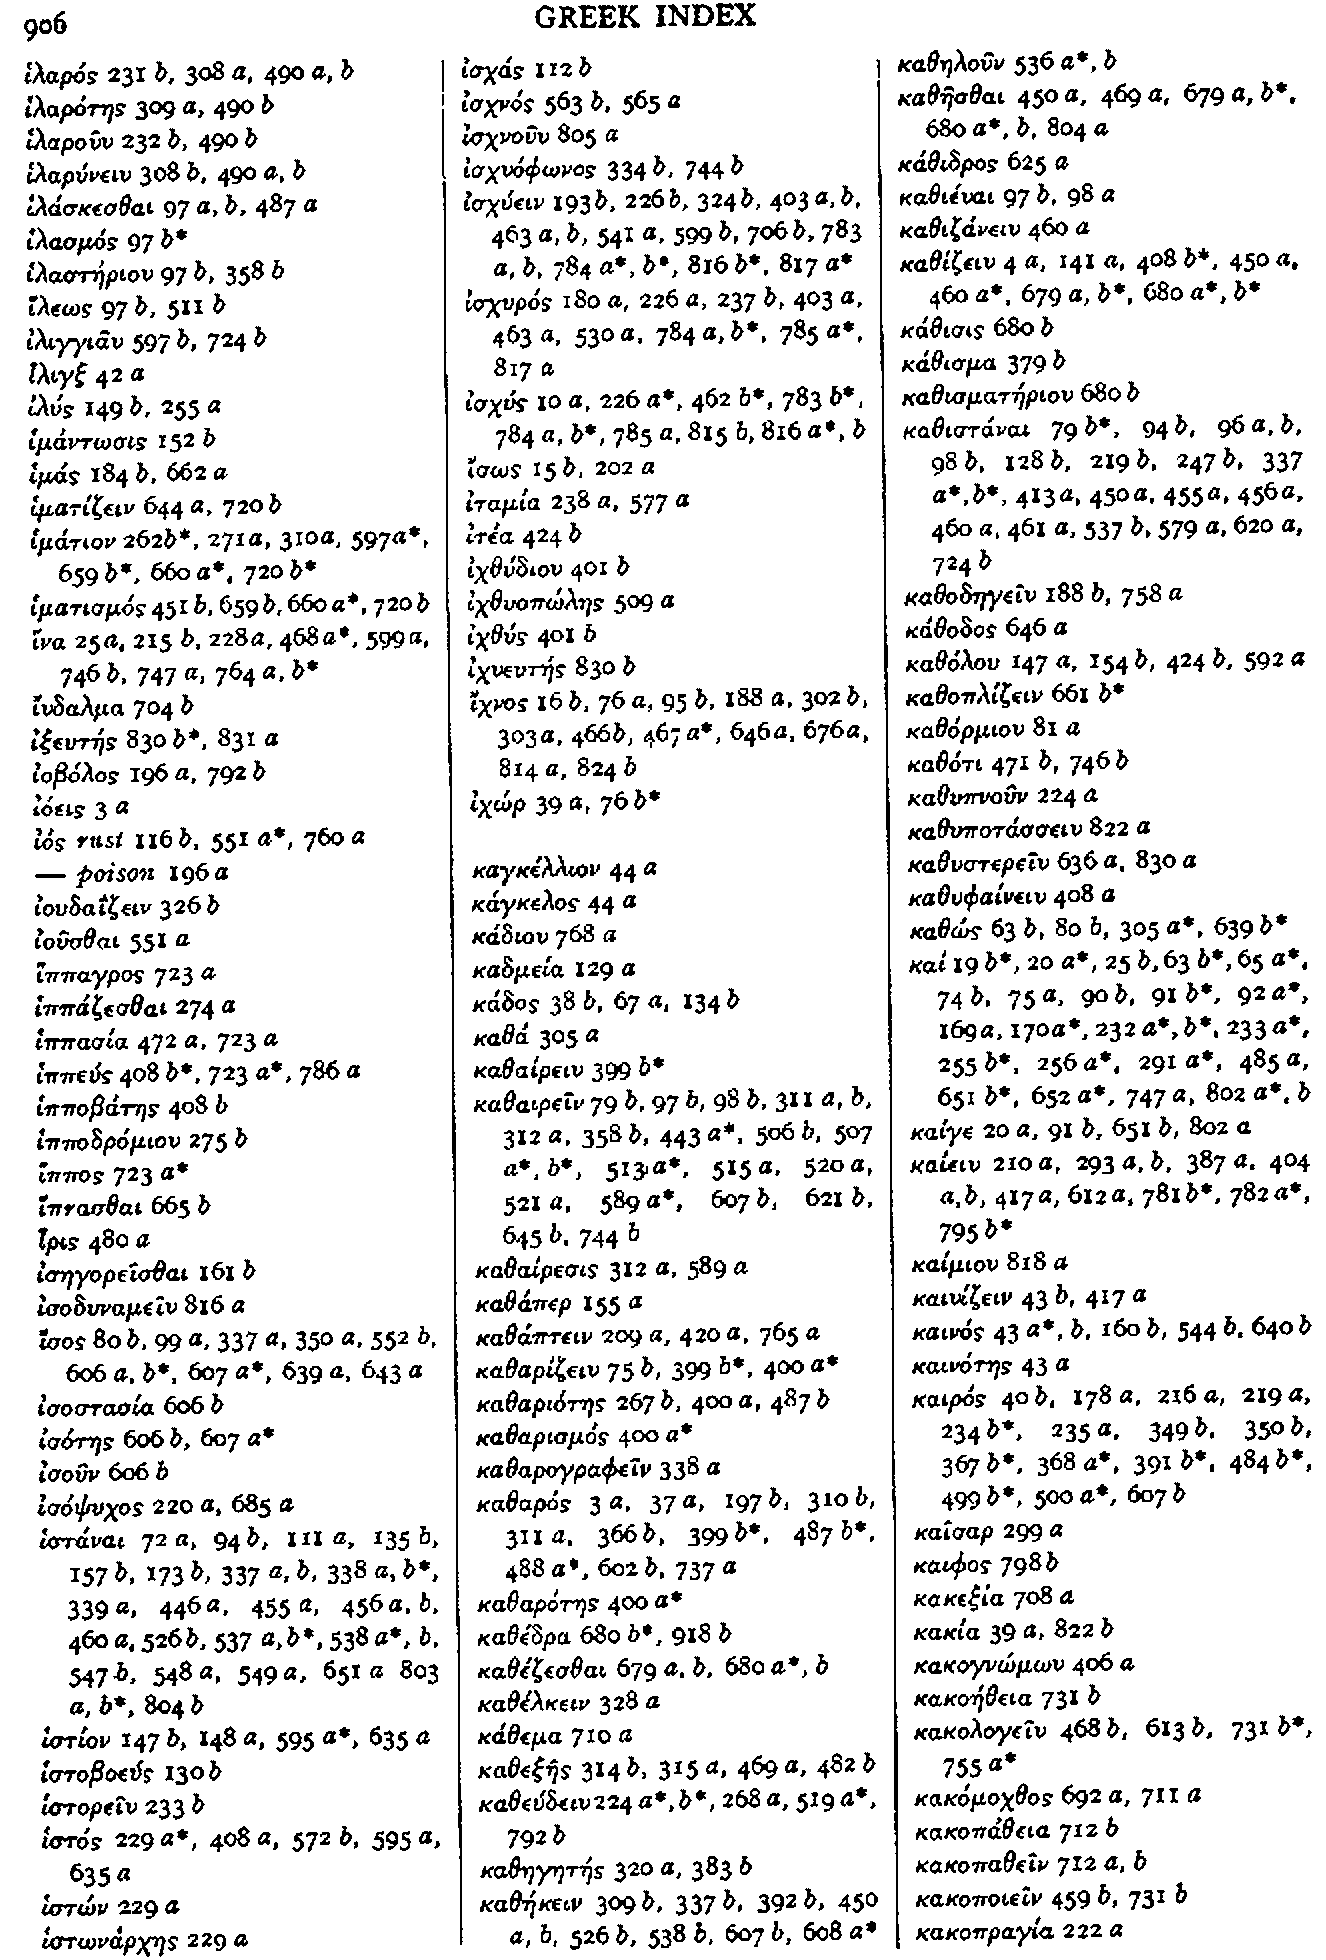 906
GREEK INDEX
ἱλαρός 231 b, 308 a, 490 a, b
ἱλαρότης 309 a, 490 b
ἱλαροῦν 232 b, 490 b
ἱλαρύνειν 308 b, 490 a, b
ἱλάσκεσθαι 97 a, b, 487 a
ἱλασμός 97 b*
ἱλαστήριον 97 b, 358 b
ἵλεως 97 b, 511 b
ἰλιγγιᾶν 597 b, 724 b
ἴλιγξ 42 a
ἰλύς 149 b, 255 a
ἱμάντωσις 152 b
ἱμάς 184 b, 662 a
ἱματίζειν 644 a, 720 b
ἱμάτιον 262 b*, 271 a, 310 a, 597 a*,
659 b*, 660 a*, 720 b*
ἱματισμός 451 b, 659 b, 660 a*, 720 b
ἵνα 25 a, 215 b, 228 a, 468 a*, 599 a,
746 b, 747 a, 764 a, b*
ἴνδαλμα 704 b
ἰξευτής 830 b*, 831 a
ἰοβόλος 196 a, 792 b
ἰόεις 3 a
ἰός rust 116 b, 551 a*, 760 a
— poison 196 a
ἰουδαΐζειν 326 b
ἰοῦσθαι 551 a
ἵππαγρος 723 a
ἱππάζεσθαι 274 a
ἱππασία 472 a, 723 a
ἱππεύς 408 b*, 723 a*, 786 a
ἱπποβάτης 408 b
ἱπποδρόμιον 275 b
ἵππος 723 a*
ἵπτασθαι 665 b
ἶρις 480 a
ἰσηγορεῖσθαι 161 b
ἰσοδυναμεῖν 816 a
ἴσος 80 b, 99 a, 337 a, 350 a, 552 b,
606 a, b*, 607 a*, 639 a, 643 a
ἰσοστασία 606 b
ἰσότης 606 b, 607 a*
ἰσοῦν 606 b
ἰσόψυχος 220 a, 685 a
ἱστάναι 72 a, 94 b, 111 a, 135 b,
157 b, 173 b, 337 a, b, 338 a, b*,
339 a, 446 a, 455 a, 456 a, b,
460 a, 526 b, 537 a, b*, 538 a*, b,
547 b, 548 a, 549 a, 651 a 803
a, b*, 804 b
ἱστίον 147 b, 148 a, 595 a*, 635 a
ἱστοβοεύς 130 b
ἱστορεῖν 233 b
ἱστός 229 a*, 408 a, 572 b, 595 a,
635 a
ἱστών 229 a
ἱστωνάρχης 229 a
ἰσχάς 112 b
ἰσχνός 563 b, 565 a
ἰσχνοῦν 805 a
ἰσχνόφωνος 334 b, 744 b
ἰσχύειν 193 b, 226 b, 324 b, 403 a, b,
463 a, b, 541 a, 599 b, 706 b, 783
a, b, 784 a*, b*, 816 b*, 817 a*
ἰσχυρός 180 a, 226 a, 237 b, 403 a,
463 a, 530 a, 784 a, b*, 785 a*,
817 a
ἰσχύς 10 a, 226 a*, 462 b*, 783 b*,
784 a, b*, 785 a, 815 b, 816 a*, b
ἴσως 15 b, 202 a
ἰταμία 238 a, 577 a
ἰτέα 424 b
ἰχθύδιον 401 b
ἰχθυοπώλης 509 a
ἰχθύς 401 b
ἰχνευτής 830 b
ἴχνος 16 b, 76 a, 95 b, 188 a, 302 b,
303 a, 466 b, 467 a*, 646 a, 676 a,
814 a, 824 b
ἰχώρ 39 a, 76 b*
καγκέλλιον 44 a
κάγκελος 44 a
κάδιον 768 a
καδμεία 129 a
κάδος 38 b, 67 a, 134 b
καθά 305 a
καθαίρειν 399 b*
καθαιρεῖν 79 b, 97 b, 98 b, 311 a, b,
312 a, 358 b, 443 a*, 506 b, 507
a*, b*, 513 a*, 515 a, 520 a,
521 a, 589 a*, 607 b, 621 b,
645 b, 744 b
καθαίρεσις 312 a, 589 a
καθάπερ 155 a
καθάπτειν 209 a, 420 a, 765 a
καθαρίζειν 75 b, 399 b*, 400 a*
καθαριότης 267 b, 400 a, 487 b
καθαρισμός 400 a*
καθαρογραφεῖν 338 a
καθαρός 3 a, 37 a, 197 b, 310 b,
311 a, 366 b, 399 b*, 487 b*,
488 a*, 602 b, 737 a
καθαρότης 400 a*
καθέδρα 680 b*, 918 b
καθέζεσθαι 679 a, b, 680 a*, b
καθέλκειν 328 a
κάθεμα 710 a
καθεξῆς 314 b, 315 a, 469 a, 482 b
καθεύδειν 224 a*, b*, 268 a, 519 a*,
792 b
καθηγητής 320 a, 383 b
καθήκειν 309 b, 337 b, 392 b, 450
a, b, 526 b, 538 b, 607 b, 608 a*
καθηλοῦν 536 a*, b
καθῆσθαι 450 a, 469 a, 679 a, b*,
680 a*, b, 804 a
κάθιδρος 625 a
καθιέναι 97 b, 98 a
καθιζάνειν 460 a
καθίζειν 4 a, 141 a, 408 b*, 450 a,
460 a*, 679 a, b*, 680 a*, b*
κάθισις 680 b
κάθισμα 379 b
καθισματήριον 680 b
καθιστάναι 79 b*, 94 b, 96 a, b,
98 b, 128 b, 219 b, 247 b, 337
a*, b*, 413 a, 450 a, 455 a, 456 a,
460 a, 461 a, 537 b, 579 a, 620 a,
724 b
καθοδηγεῖν 188 b, 758 a
κάθοδος 646 a
καθόλου 147 a, 154 b, 424 b, 592 a
καθοπλίζειν 661 b*
καθόρμιον 81 a
καθότι 471 b, 746 b
καθυπνοῦν 224 a
καθυποτάσσειν 822 a
καθυστερεῖν 636 a, 830 a
καθυφαίνειν 408 a
καθώς 63 b, 80 b, 305 a*, 639 b*
καί 19 b*, 20 a*, 25 b, 63 b*, 65 a*,
74 b, 75 a, 90 b, 91 b*, 92 a*,
169 a, 170 a*, 232 a*, b*, 233 a*,
255 b*, 256 a*, 291 a*, 485 a,
651 b*, 652 a*, 747 a, 802 a*, b
καίγε 20 a, 91 b, 651 b, 802 a
καίειν 210 a, 293 a, b, 387 a, 404
a, b, 417 a, 612 a, 781 b*, 782 a*,
795 b*
καίμιον 818 a
καινίζειν 43 b, 417 a
καινός 43 a*, b, 160 b, 544 b, 640 b
καινότης 43 a
καιρός 40 b, 178 a, 216 a, 219 a,
234 b*, 235 a, 349 b, 350 b,
367 b*, 368 a*, 391 b*, 484 b*,
499 b*, 500 a*, 607 b
καῖσαρ 299 a
καιφος 798 b
κακεξία 708 a
κακία 39 a, 822 b
κακογνώμων 406 a
κακοήθεια 731 b
κακολογεῖν 468 b, 613 b, 731 b*,
755 a*
κακόμοχθος 692 a, 711 a
κακοπάθεια 712 b
κακοπαθεῖν 712 a, b
κακοποιεῖν 459 b, 731 b
κακοπραγία 222 a